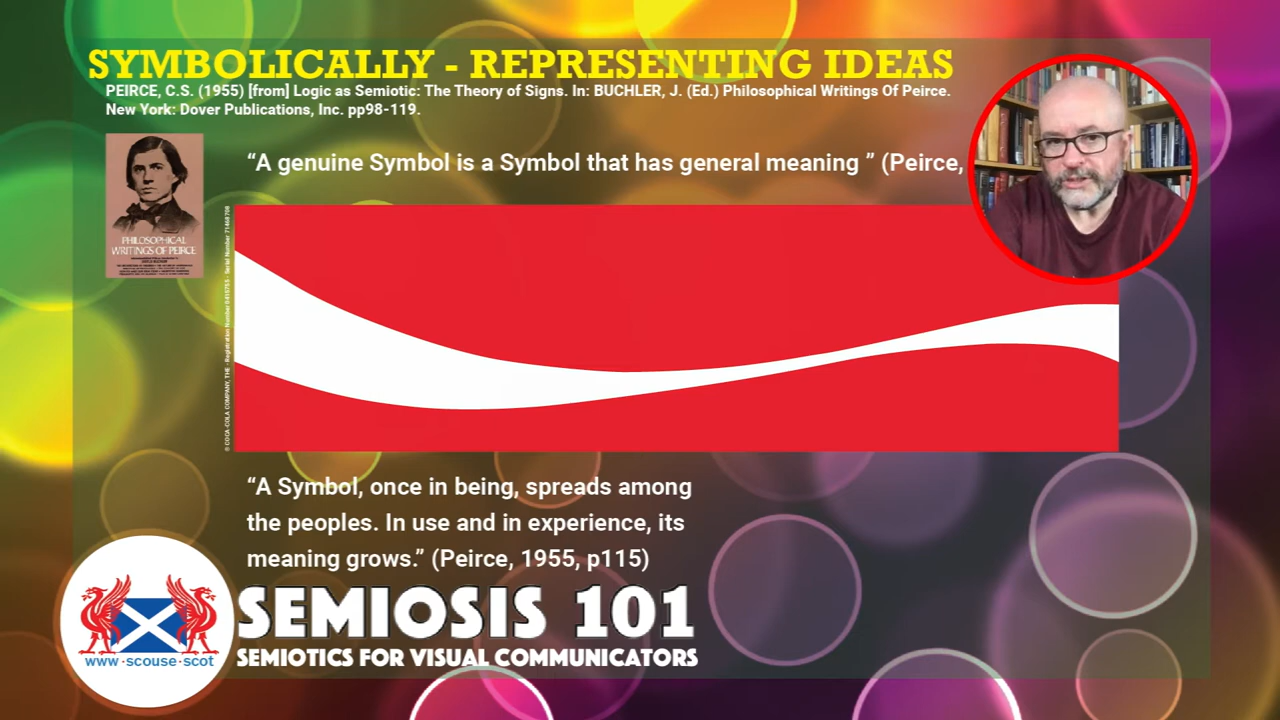 SYMBOLICALLY - REPRESENTING IDEAS
PEIRCE, C.S. (1955) [from] Logic as Semiotic: The Theory of Signs. In: BUCHLER, J. (Ed.) Philosophical Writings Of Peirce.
New York: Dover Publications, Inc. pp98-119.
“A genuine Symbol is a Symbol that has general meaning ” (Peirce,
PHILOSOPHICAL
WRITINGS OF PEIRCE
“A Symbol, once in being, spreads among
the peoples. In use and in experience, its
meaning grows.” (Peirce, 1955, p115)
SEMIOSIS 101
SEMIOTICS FOR VISUAL COMMUNICATORS
www·scouse·scot